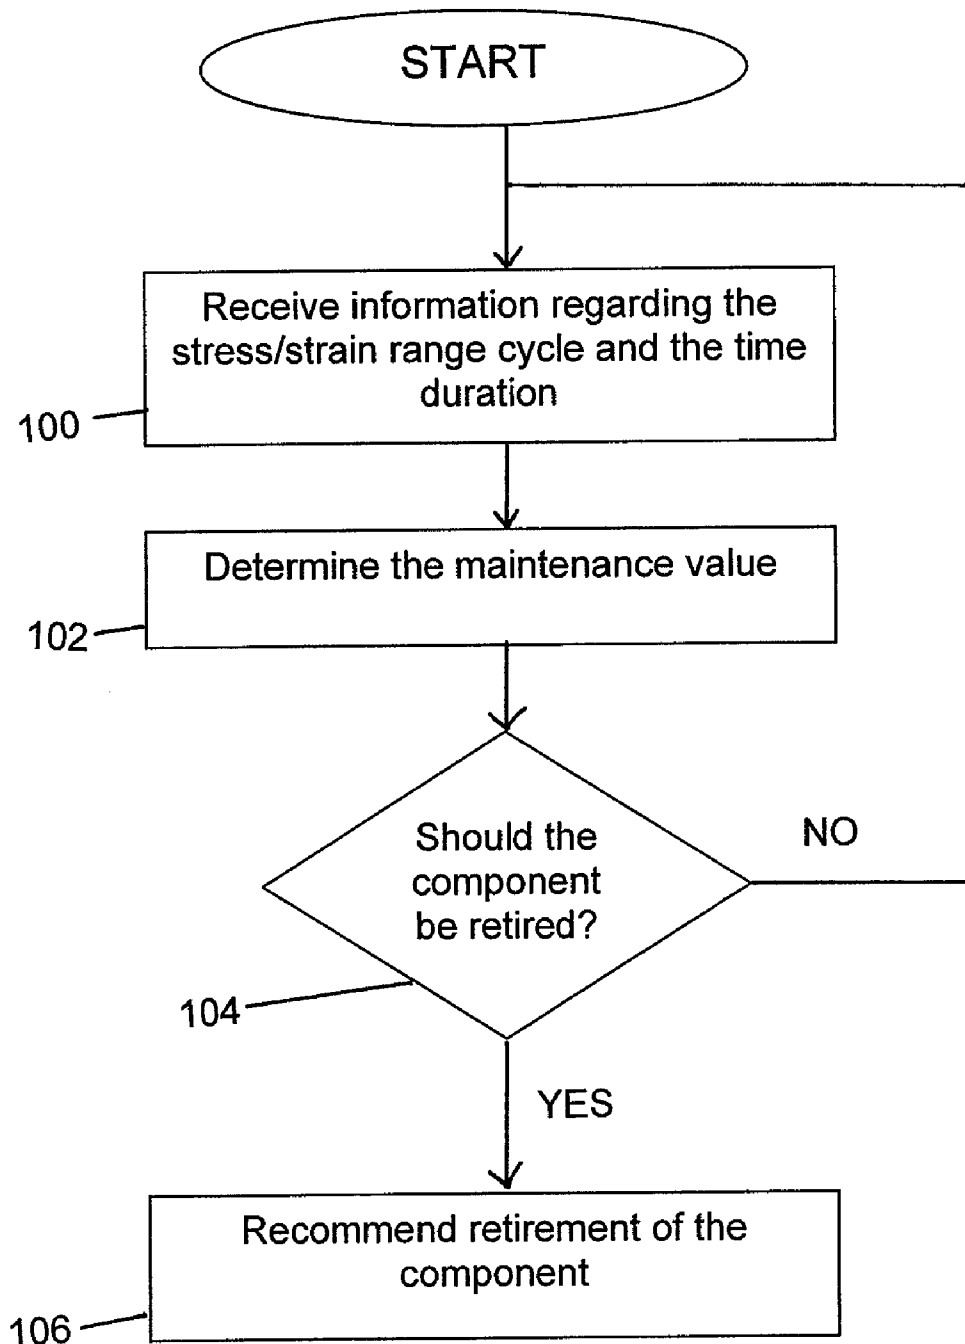 START
Receive information regarding the
stress/strain range cycle and the time
duration
100
Determine the maintenance value
102
Should the
component
be retired?
NO
104
YES
Recommend retirement of the
component
106